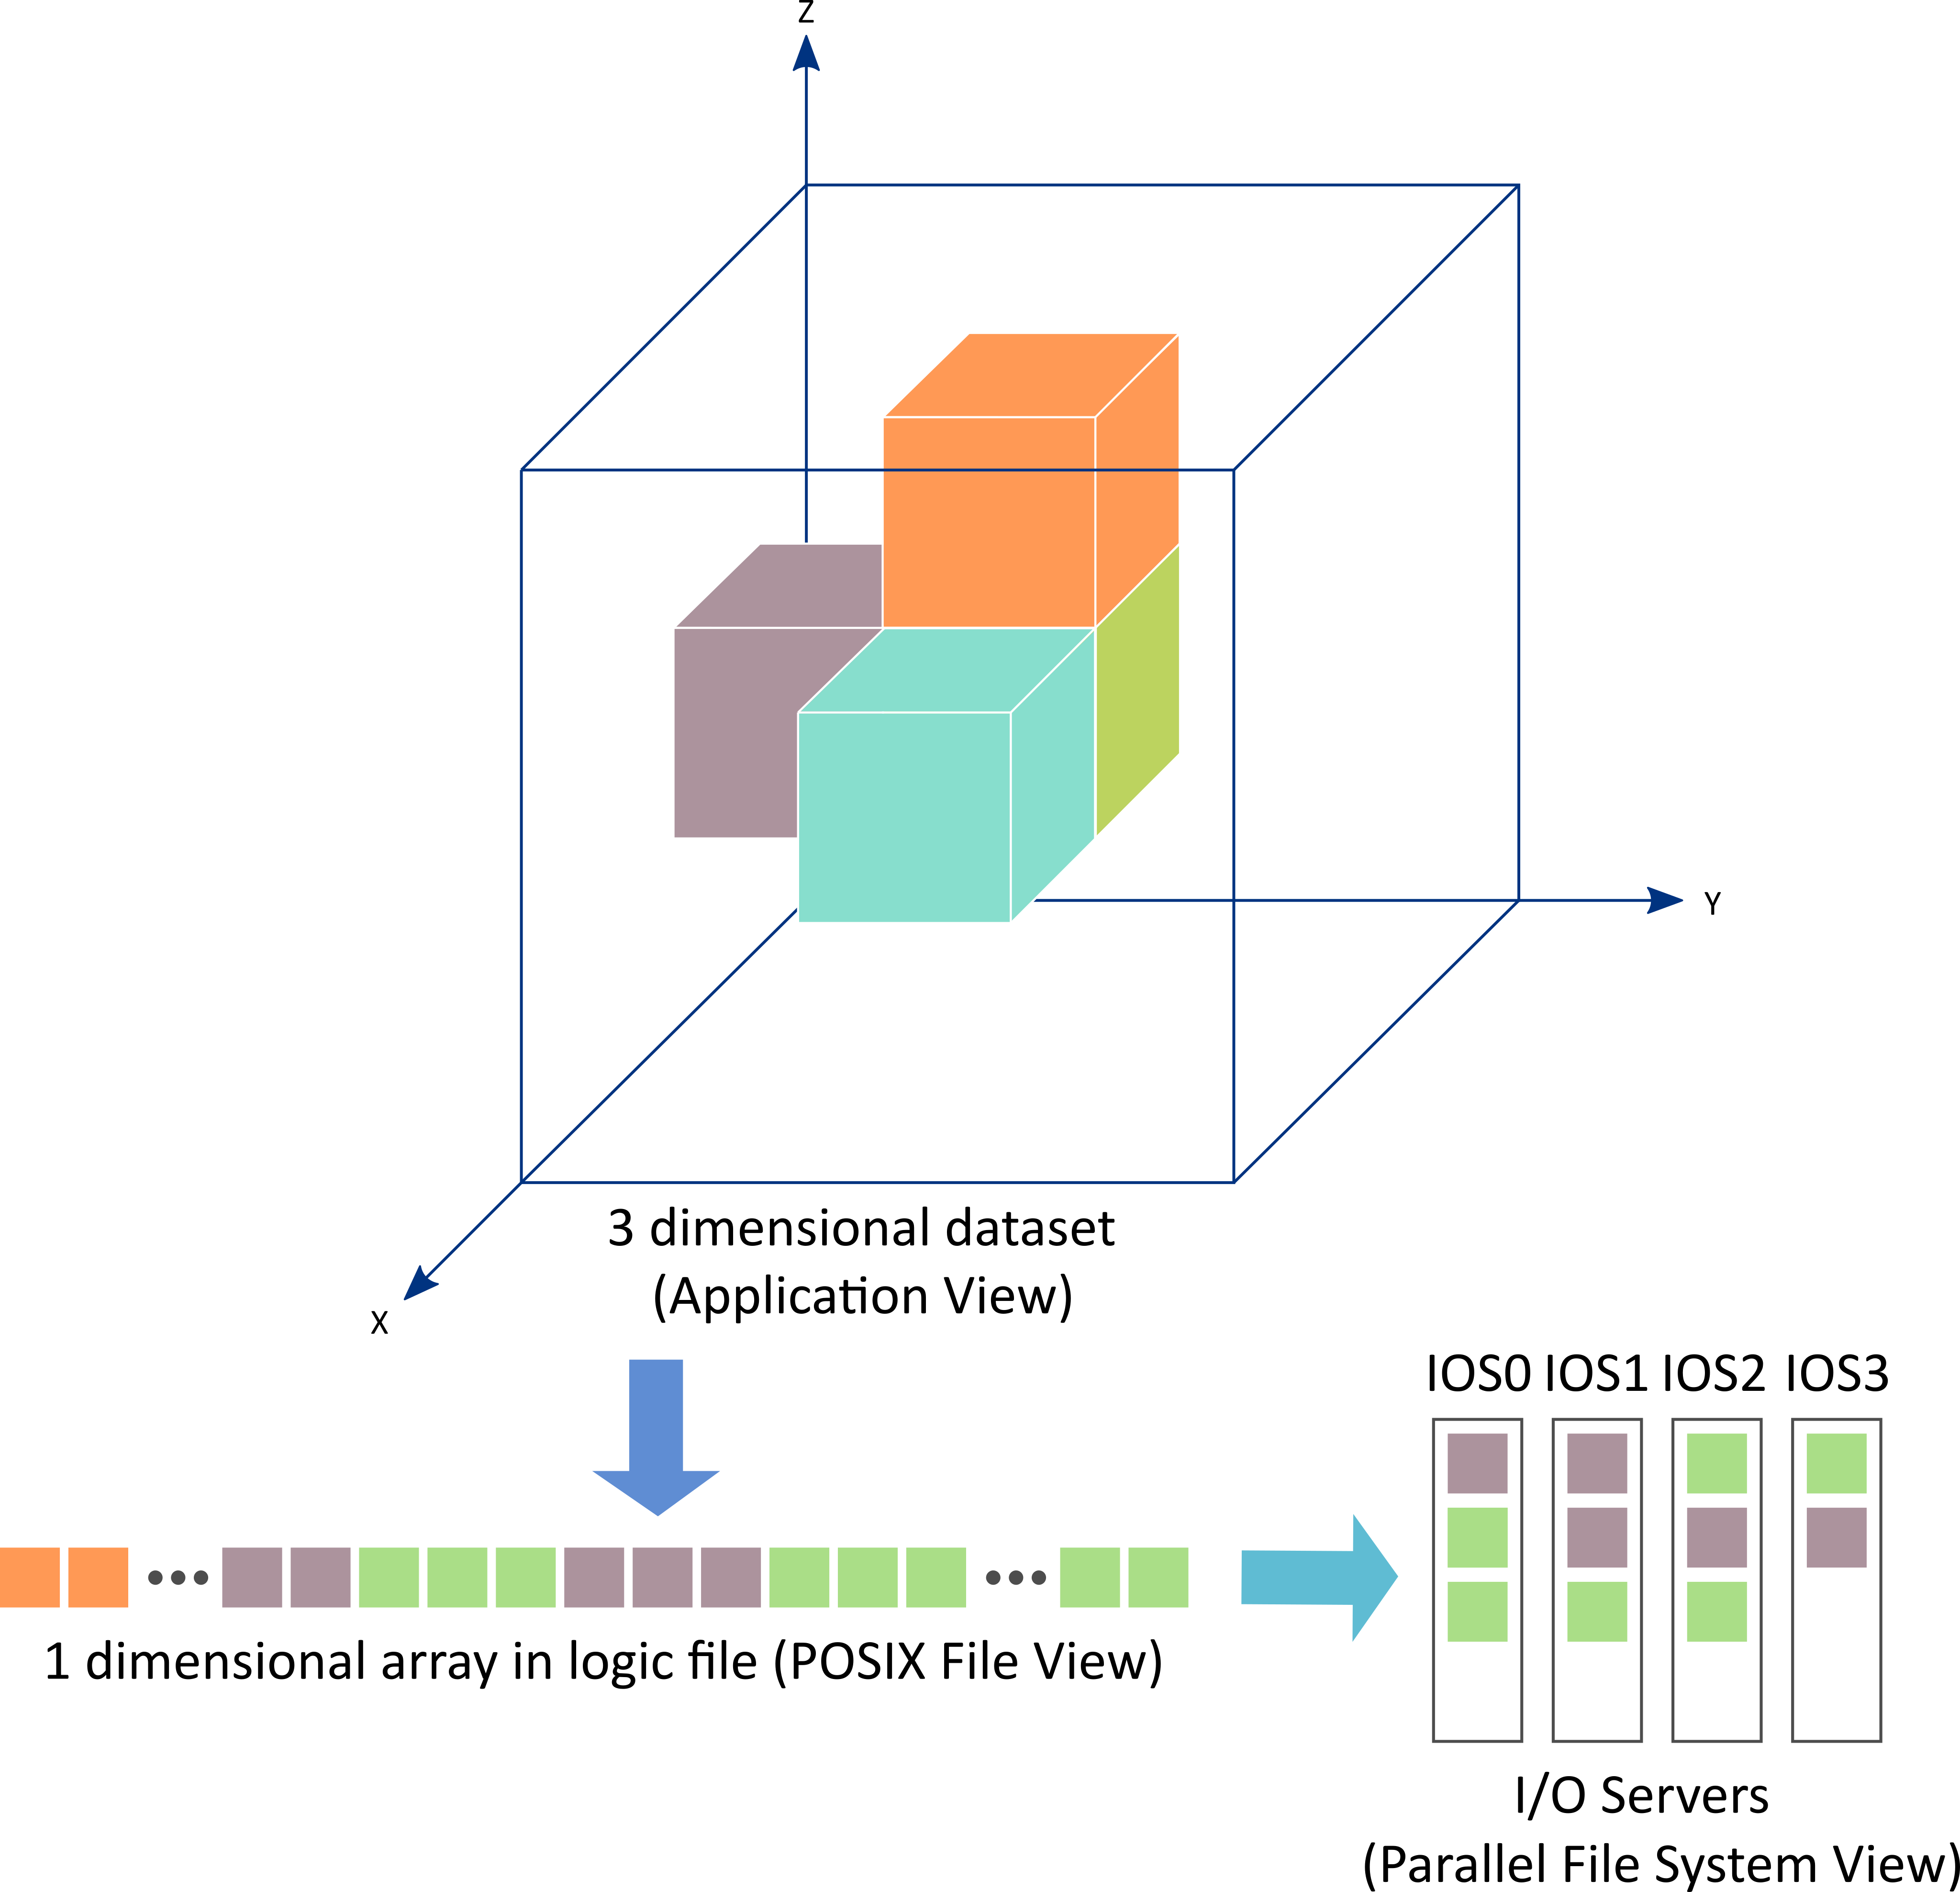 Z
Y
3 dimensional dataset
(Application View)
X
IOS0 IOS1 IOS2 IOS3
1 dimensional array in logic file (POSIX File View)
I/O Servers
(Parallel File System View)